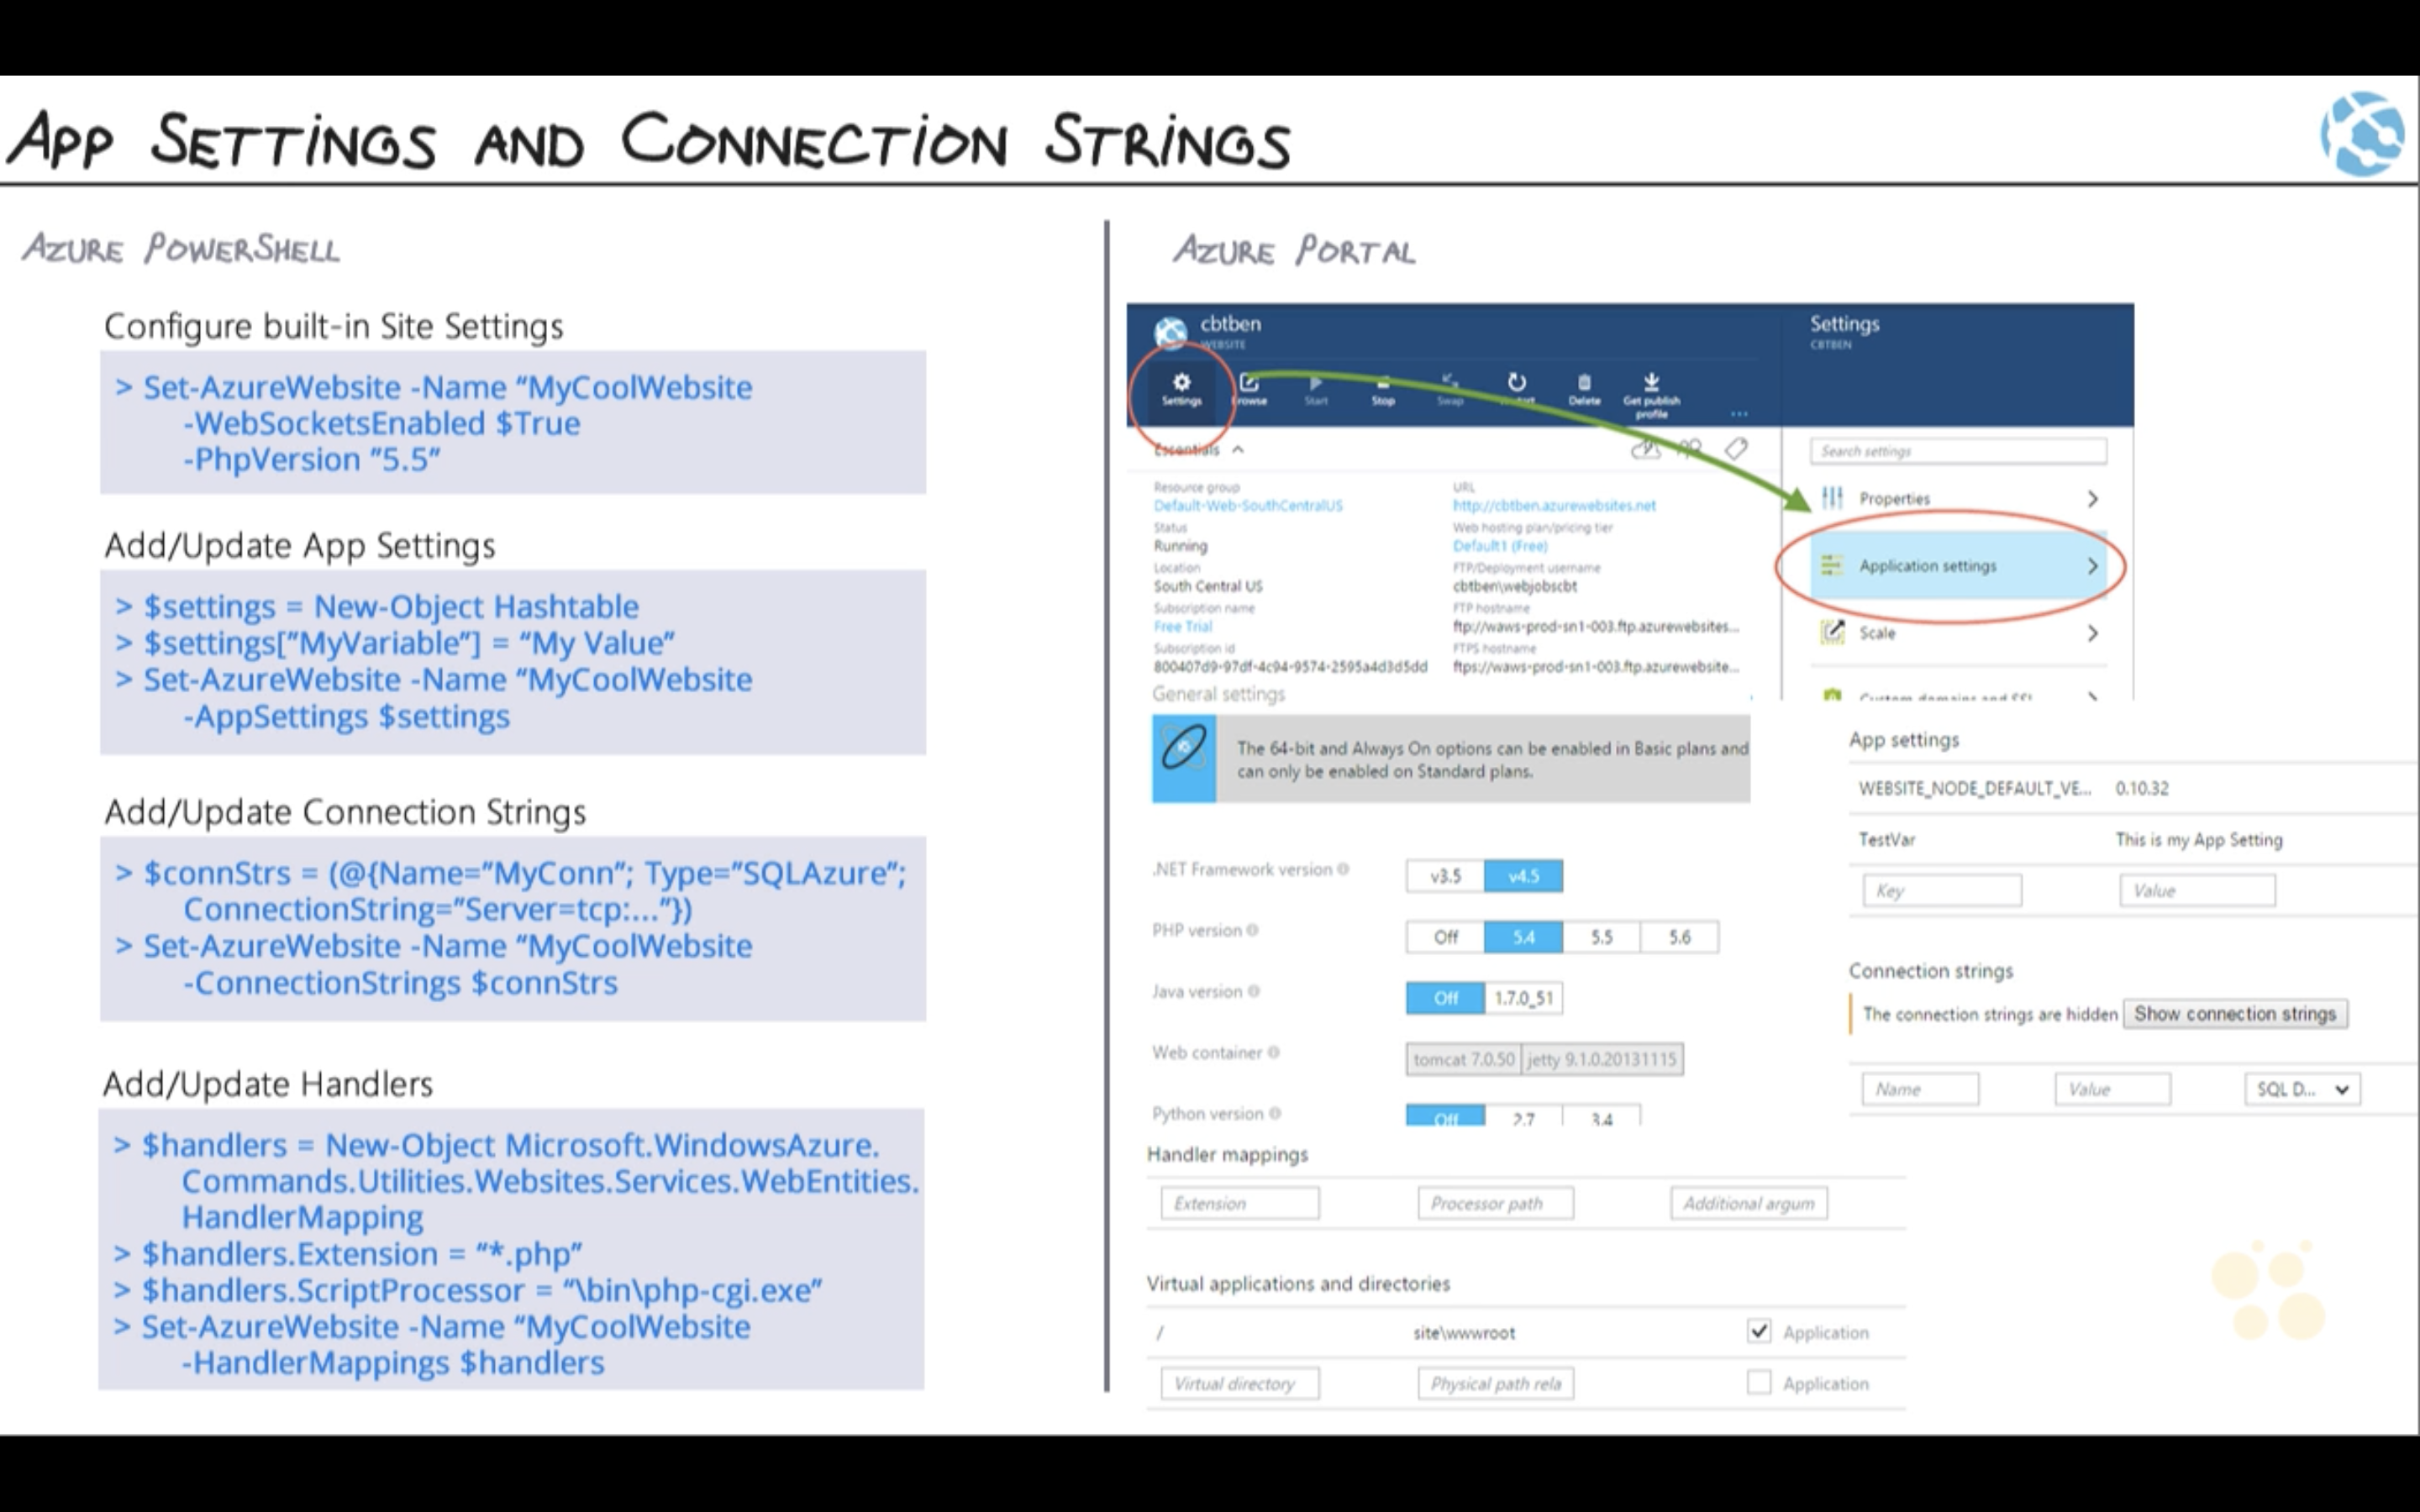 App Settings and Connection Strings
Azure PowerShell
Configure built-in Site Settings
> Set-AzureWebsite -Name “MyCoolWebsite
-WebSocketsEnabled $True
-PhpVersion ”5.5”
Add/Update App Settings
> $settings = New-Object Hashtable
> $settings[”MyVariable”] = “My Value”
> Set-AzureWebsite -Name “MyCoolWebsite
-AppSettings $settings
Add/Update Connection Strings
> $connStrs = (@{Name=”MyConn”; Type=”SQLAzure”;
ConnectionString=”Server=tcp:...”})
> Set-AzureWebsite -Name “MyCoolWebsite
-ConnectionStrings $connStrs
Add/Update Handlers
> $handlers = New-Object Microsoft.WindowsAzure.
Commands.Utilities.Websites.Services.WebEntities.
HandlerMapping
> $handlers.Extension = “*.php”
> $handlers.ScriptProcessor = “\bin\php-cgi.exe”
> Set-AzureWebsite -Name “MyCoolWebsite
-HandlerMappings $handlers
Azure Portal
cbtben
WEBSITE
Settings
Start
Stop
Swap
Delete
Get publish
profile
...
Essentials
Resource group
Default-Web-SouthCentralUS
Status
Running
Location
South Central US
Subscription name
Free Trial
Subscription id
800407d9-97df-4c94-9574-2595a4d3d5dd
URL
http://cbtben.azurewebsites.net
Web hosting plan/pricing tier
Default1 (Free)
FTP/Deployment username
cbtben\webjobscbt
FTP hostname
ftp://waws-prod-sn1-003.ftp.azurewebsites...
FTPS hostname
ftps://waws-prod-sn1-003.ftp.azurewebsite...
Settings
CBTBEN
Search settings
Properties
Application settings
Scale
General settings
The 64-bit and Always On options can be enabled in Basic plans and
can only be enabled on Standard plans.
.NET Framework version v3.5 v4.5
PHP version Off 5.4 5.5 5.6
Java version Off 1.7.0_51
Web container tomcat 7.0.50 jetty 9.1.0.20131115
Python version Off 2.7 3.4
App settings
WEBSITE_NODE_DEFAULT_VE... 0.10.32
TestVar This is my App Setting
Key Value
Connection strings
The connection strings are hidden Show connection strings
Name Value SQL D...
Handler mappings
Extension Processor path Additional argum
Virtual applications and directories
/ site\wwwroot Application
Virtual directory Physical path rela Application